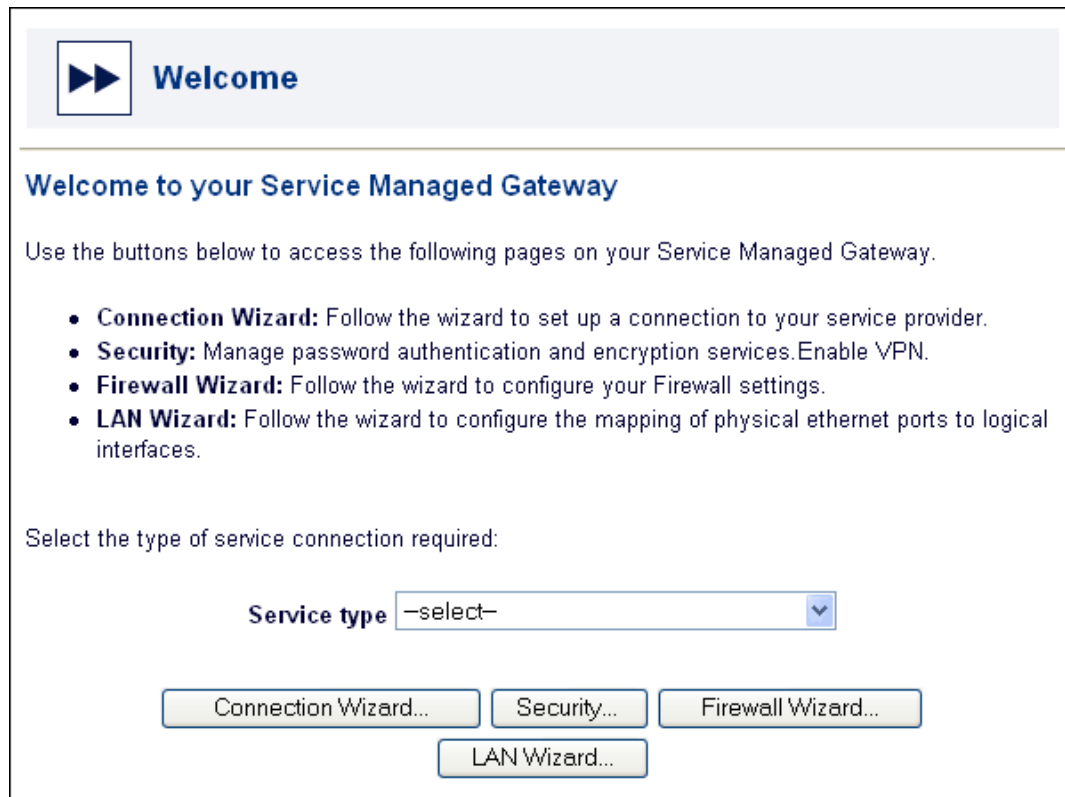 Welcome
Welcome to your Service Managed Gateway
Use the buttons below to access the following pages on your Service Managed Gateway.
• Connection Wizard: Follow the wizard to set up a connection to your service provider.
• Security: Manage password authentication and encryption services.Enable VPN.
• Firewall Wizard: Follow the wizard to configure your Firewall settings.
• LAN Wizard: Follow the wizard to configure the mapping of physical ethernet ports to logical
interfaces.
Select the type of service connection required:
Service type –select–
Connection Wizard... Security... Firewall Wizard...
LAN Wizard...